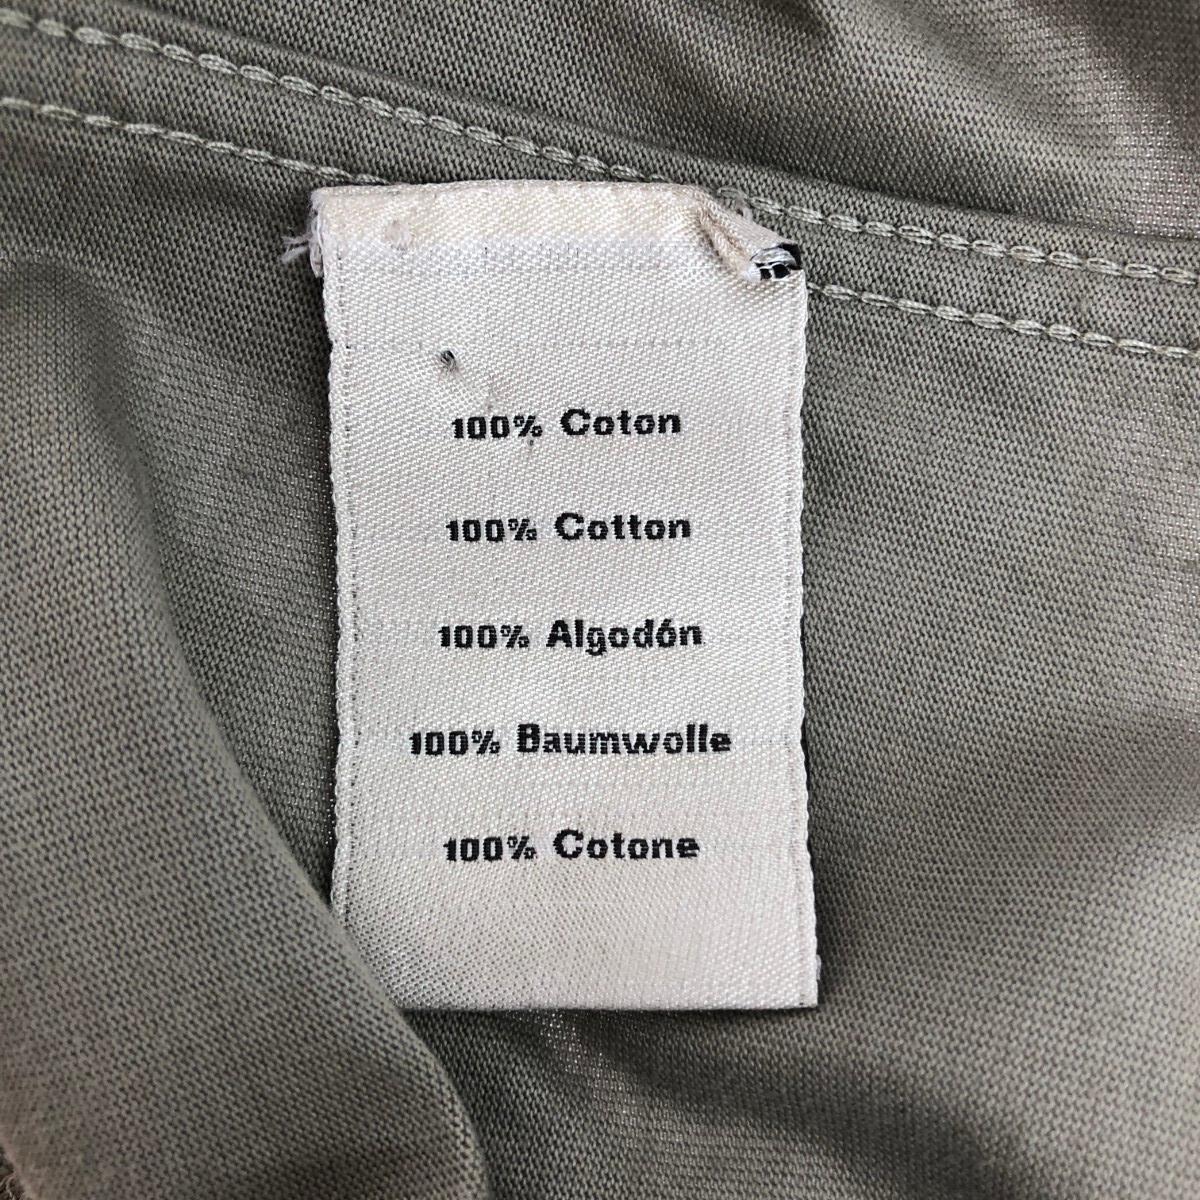 100% Coton
100% Cotton
100% Algodón
100% Baumwolle
100% Cotone